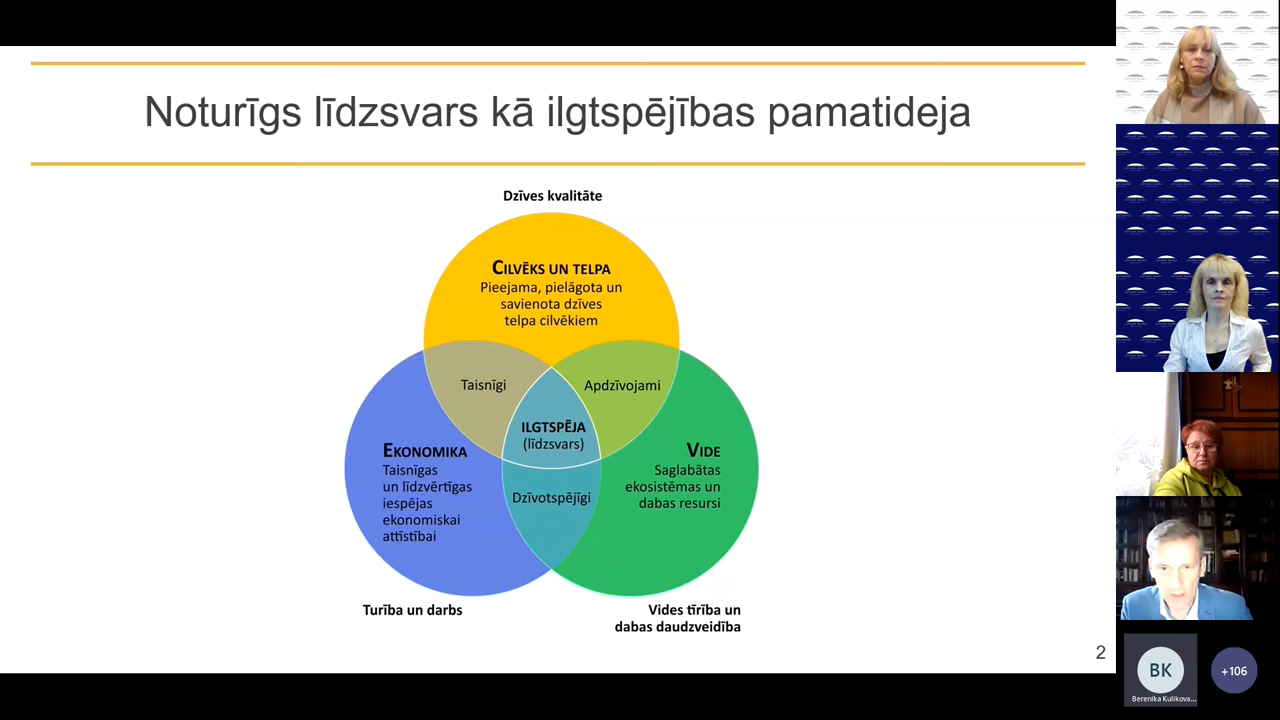 Noturīgs līdzsvars kā ilgtspējības pamatideja
Dzīves kvalitāte
CILVĒKS UN TELPA
Pieejama, pielāgota un
savienota dzīves
telpa cilvēkiem
Taisnīgi
Apdzīvojami
ILGTSPĒJA
(līdzsvars)
EKONOMIKA
Taisnīgas
un līdzvērtīgas
iespējas
ekonomiskai
attīstībai
VIDE
Saglabātas
ekosistēmas un
dabas resursi
Dzīvotspējīgi
Turība un darbs
Vides tīrība un
dabas daudzveidība
2
BK
Berenika Kulikova...
+106